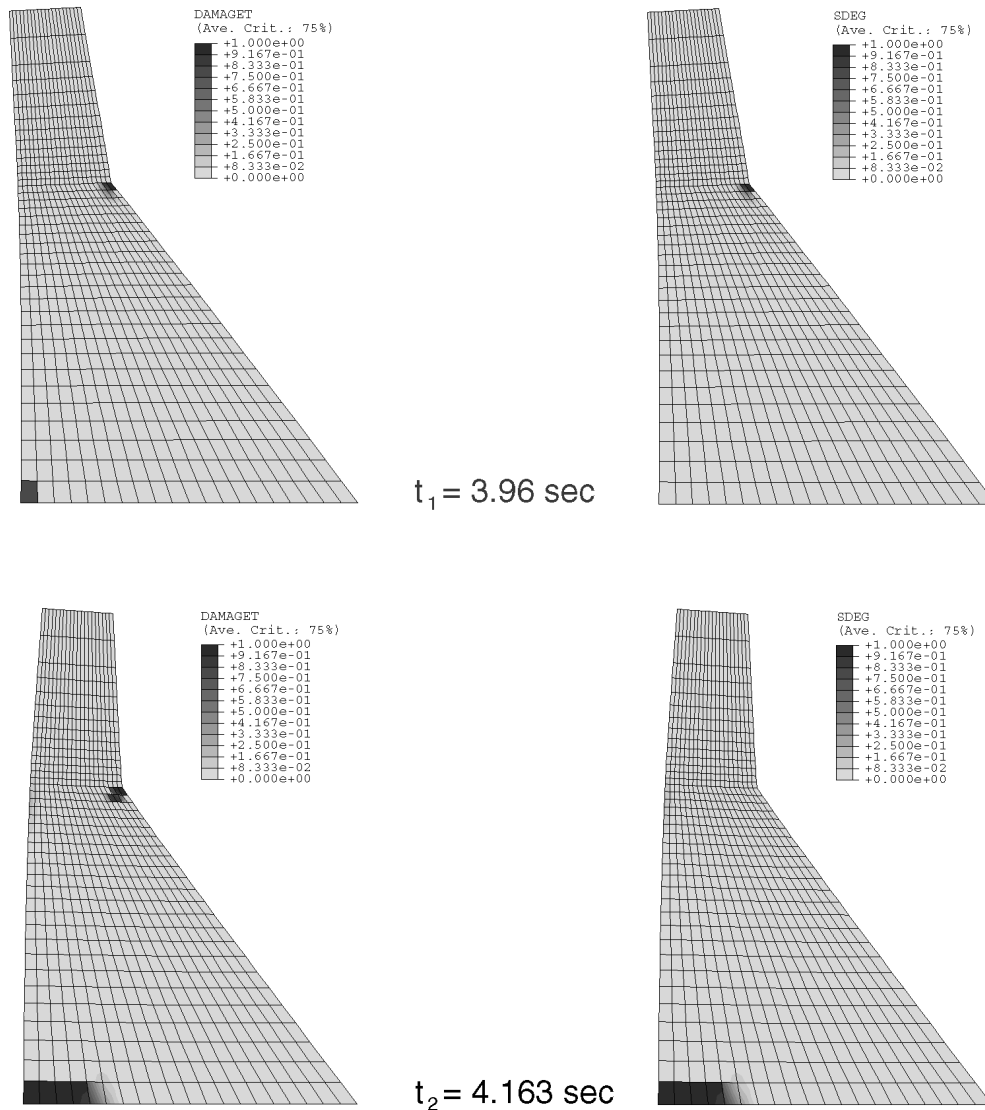 DAMAGET
(Ave. Crit.: 75%)
+1.000e+00
+9.167e-01
+8.333e-01
+7.500e-01
+6.667e-01
+5.833e-01
+5.000e-01
+4.167e-01
+3.333e-01
+2.500e-01
+1.667e-01
+8.333e-02
+0.000e+00
SDEG
(Ave. Crit.: 75%)
+1.000e+00
+9.167e-01
+8.333e-01
+7.500e-01
+6.667e-01
+5.833e-01
+5.000e-01
+4.167e-01
+3.333e-01
+2.500e-01
+1.667e-01
+8.333e-02
+0.000e+00
t₁ = 3.96 sec
DAMAGET
(Ave. Crit.: 75%)
+1.000e+00
+9.167e-01
+8.333e-01
+7.500e-01
+6.667e-01
+5.833e-01
+5.000e-01
+4.167e-01
+3.333e-01
+2.500e-01
+1.667e-01
+8.333e-02
+0.000e+00
SDEG
(Ave. Crit.: 75%)
+1.000e+00
+9.167e-01
+8.333e-01
+7.500e-01
+6.667e-01
+5.833e-01
+5.000e-01
+4.167e-01
+3.333e-01
+2.500e-01
+1.667e-01
+8.333e-02
+0.000e+00
t₂ = 4.163 sec